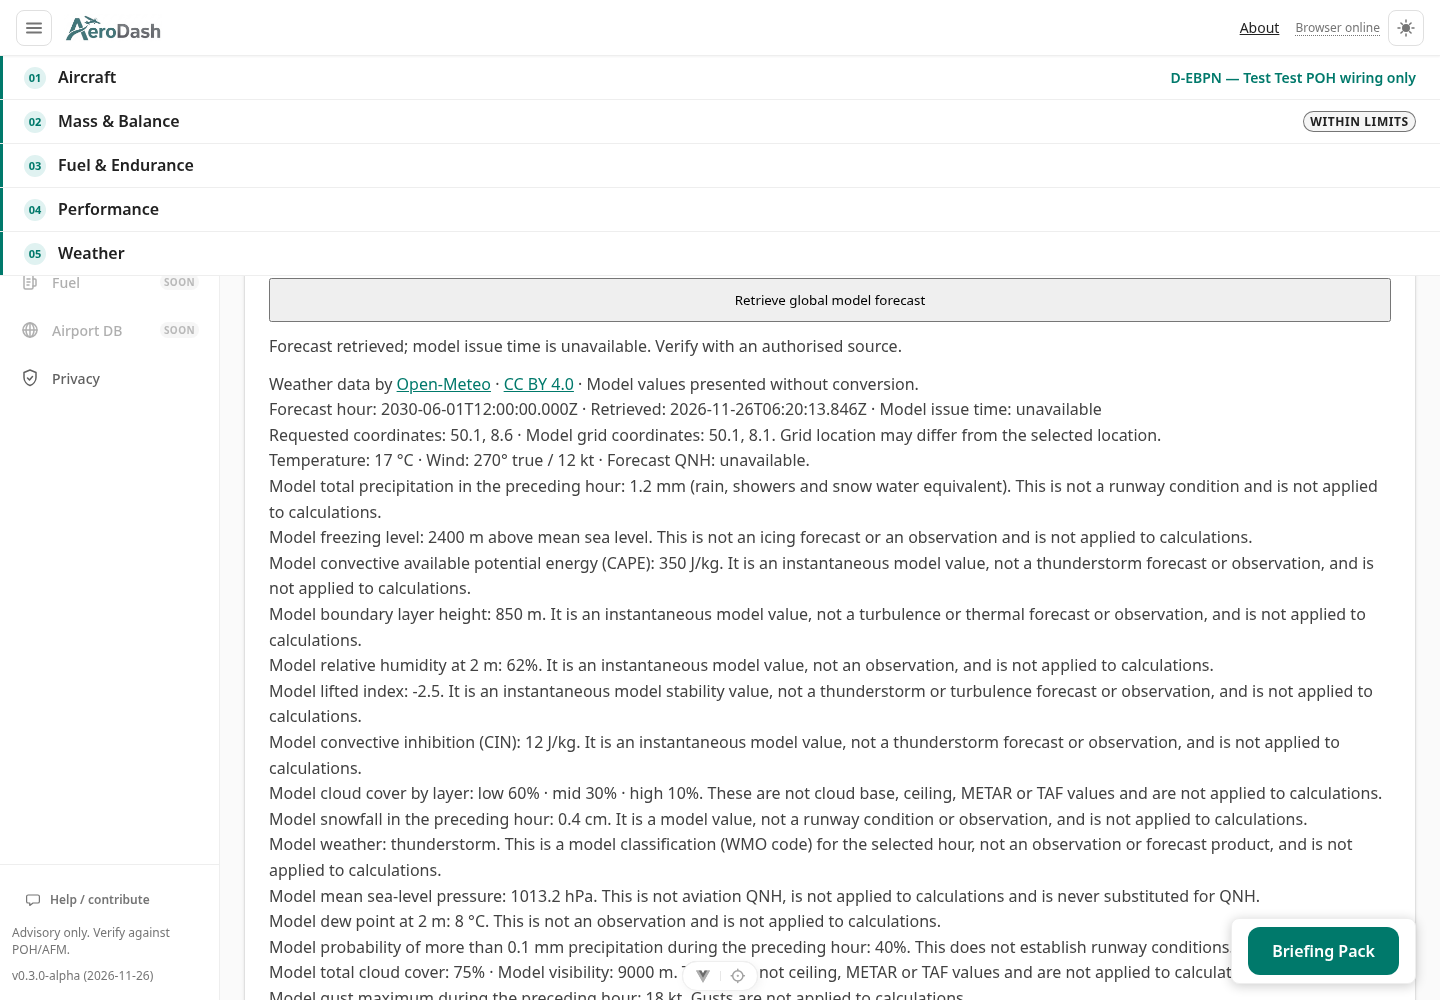 AeroDash
About
Browser online
01 Aircraft
D-EBPN — Test Test POH wiring only
02 Mass & Balance
WITHIN LIMITS
03 Fuel & Endurance
04 Performance
05 Weather
Fuel SOON
Airport DB SOON
Privacy
Retrieve global model forecast
Forecast retrieved; model issue time is unavailable. Verify with an authorised source.
Weather data by Open-Meteo · CC BY 4.0 · Model values presented without conversion.
Forecast hour: 2030-06-01T12:00:00.000Z · Retrieved: 2026-11-26T06:20:13.846Z · Model issue time: unavailable
Requested coordinates: 50.1, 8.6 · Model grid coordinates: 50.1, 8.1. Grid location may differ from the selected location.
Temperature: 17 °C · Wind: 270° true / 12 kt · Forecast QNH: unavailable.
Model total precipitation in the preceding hour: 1.2 mm (rain, showers and snow water equivalent). This is not a runway condition and is not applied
to calculations.
Model freezing level: 2400 m above mean sea level. This is not an icing forecast or an observation and is not applied to calculations.
Model convective available potential energy (CAPE): 350 J/kg. It is an instantaneous model value, not a thunderstorm forecast or observation, and is
not applied to calculations.
Model boundary layer height: 850 m. It is an instantaneous model value, not a turbulence or thermal forecast or observation, and is not applied to
calculations.
Model relative humidity at 2 m: 62%. It is an instantaneous model value, not an observation, and is not applied to calculations.
Model lifted index: -2.5. It is an instantaneous model stability value, not a thunderstorm or turbulence forecast or observation, and is not applied to
calculations.
Model convective inhibition (CIN): 12 J/kg. It is an instantaneous model value, not a thunderstorm forecast or observation, and is not applied to
calculations.
Model cloud cover by layer: low 60% · mid 30% · high 10%. These are not cloud base, ceiling, METAR or TAF values and are not applied to calculations.
Model snowfall in the preceding hour: 0.4 cm. It is a model value, not a runway condition or observation, and is not applied to calculations.
Model weather: thunderstorm. This is a model classification (WMO code) for the selected hour, not an observation or forecast product, and is not
applied to calculations.
Model mean sea-level pressure: 1013.2 hPa. This is not aviation QNH, is not applied to calculations and is never substituted for QNH.
Model dew point at 2 m: 8 °C. This is not an observation and is not applied to calculations.
Model probability of more than 0.1 mm precipitation during the preceding hour: 40%. This does not establish runway conditions
Model total cloud cover: 75% · Model visibility: 9000 m. not ceiling, METAR or TAF values and are not applied to
Model gust maximum during the preceding hour: 18 kt. Gusts are not applied to calculations.
Help / contribute
Advisory only. Verify against
POH/AFM.
v0.3.0-alpha (2026-11-26)
Briefing Pack